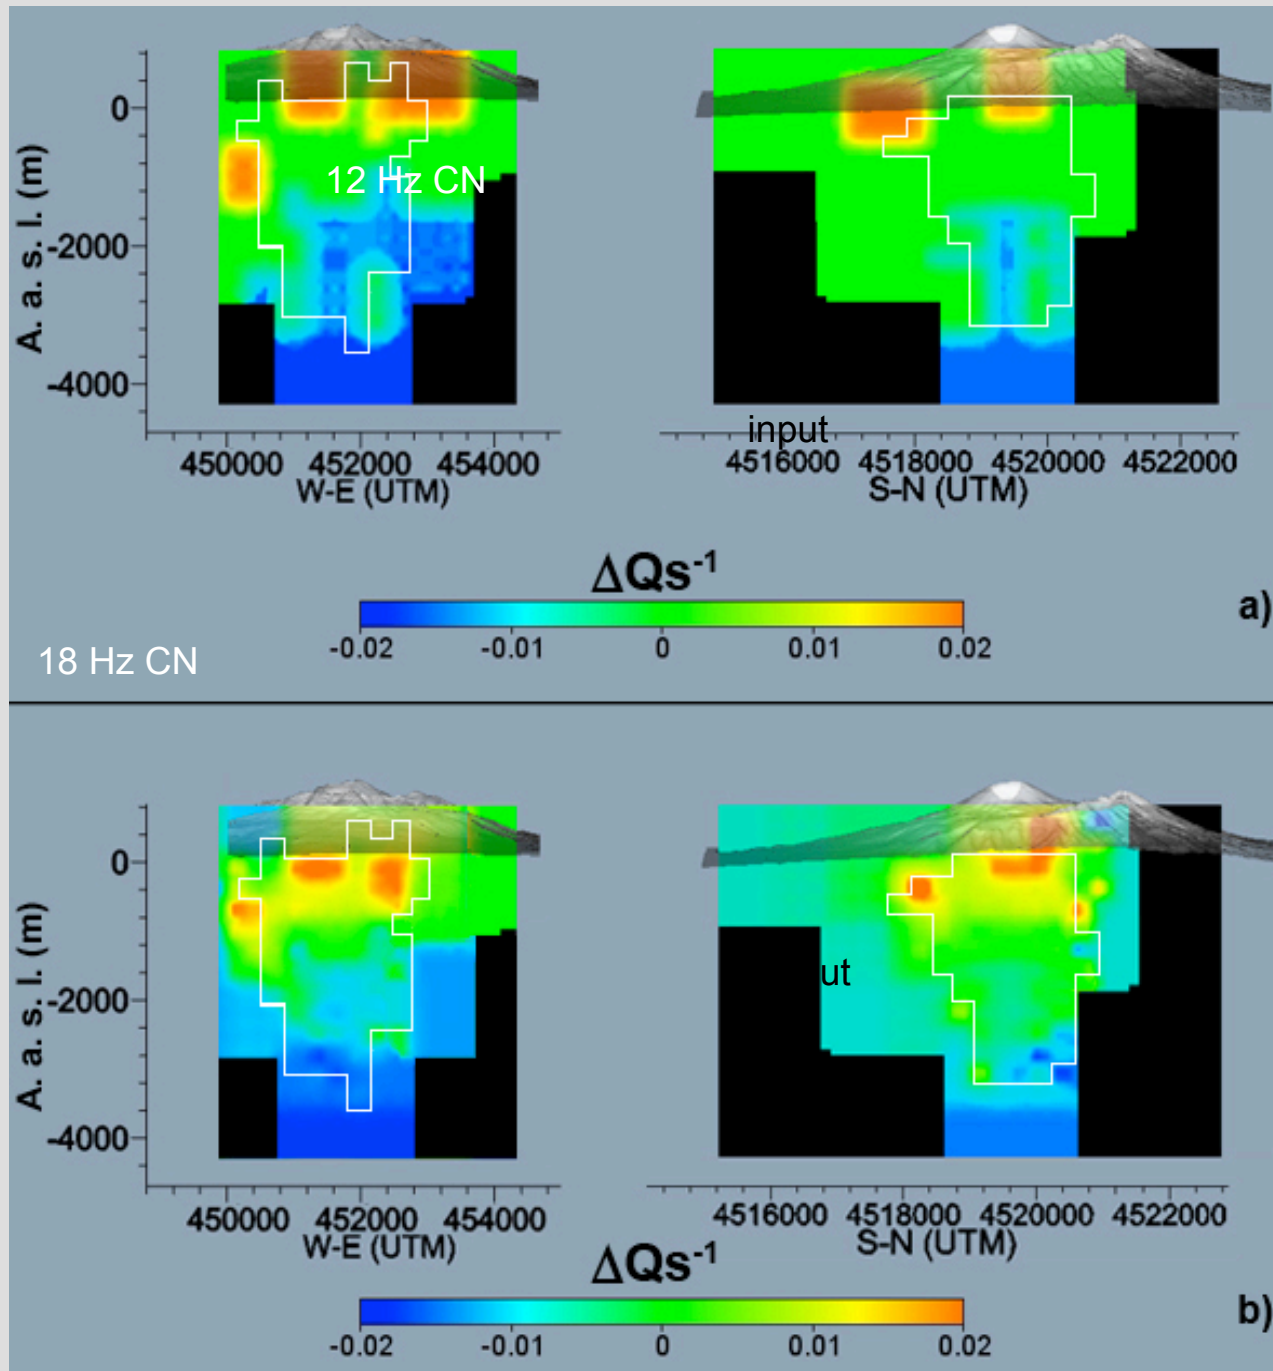 0
-2000
-4000
A. a. s. l. (m)
12 Hz CN
input
450000 452000 454000
W-E (UTM)
4516000 4518000 4520000 4522000
S-N (UTM)
ΔQs-1
-0.02 -0.01 0 0.01 0.02
a)
18 Hz CN
0
-2000
-4000
A. a. s. l. (m)
ut
450000 452000 454000
W-E (UTM)
4516000 4518000 4520000 4522000
S-N (UTM)
ΔQs-1
-0.02 -0.01 0 0.01 0.02
b)